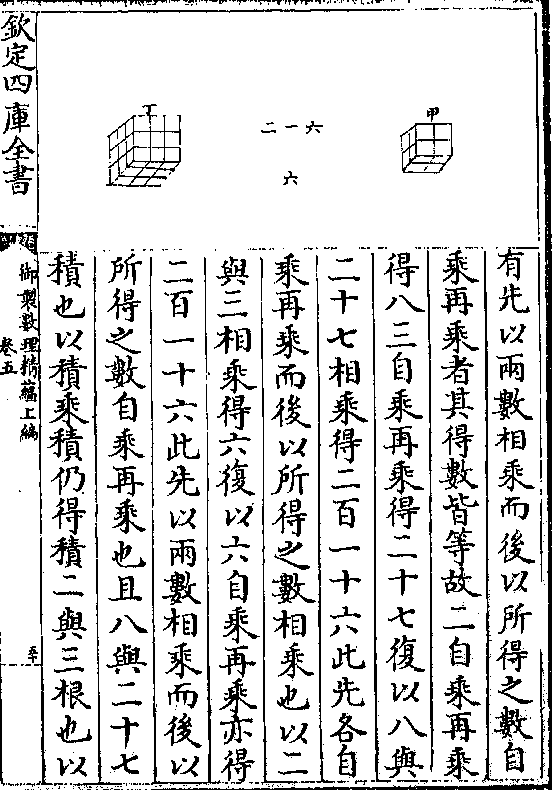 甲
二一六
六
丁
有先以兩數相乘而後以所得之數自
乘再乘者其得數皆等故二自乘再乘
得八三自乘再乘得二十七復以八與
二十七相乘得二百一十六此先各自
乘再乘而後以所得之數相乘也以二
與三相乘得六復以六自乘再乘亦得
二百一十六此先以兩數相乘而後以
所得之數自乘再乘也且八與二十七
積也以積乘積仍得積二與三根也以
欽定四庫全書
御製數理精蘊上編
卷五